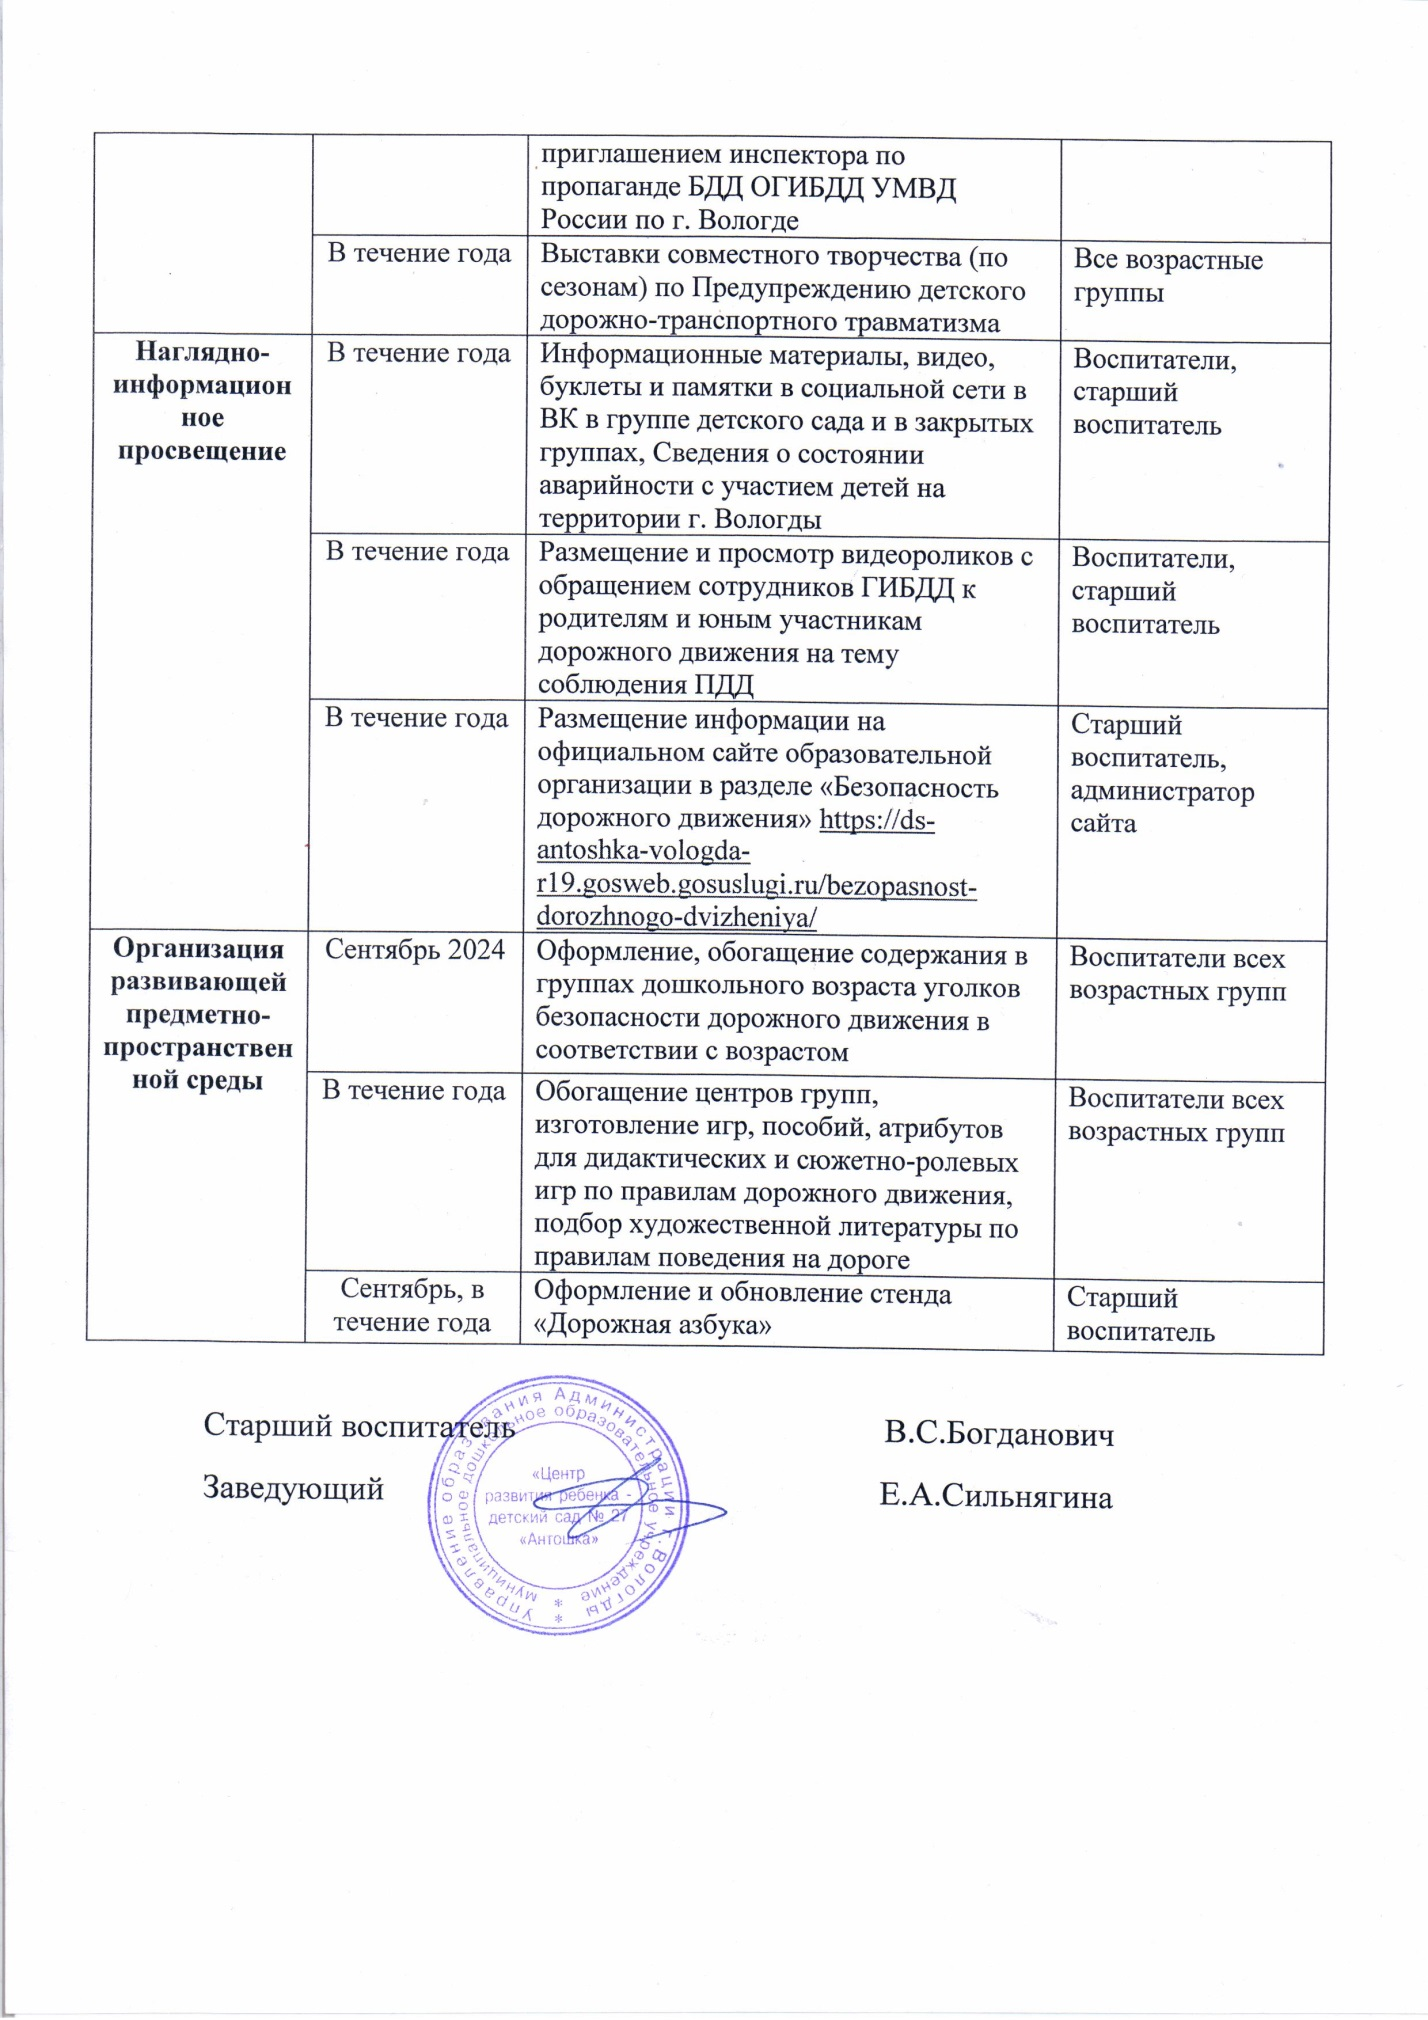 приглашением инспектора по
пропаганде БДД ОГИБДД УМВД
России по г. Вологде
В течение года
Выставки совместного творчества (по
сезонам) по Предупреждению детского
дорожно-транспортного травматизма
Все возрастные
группы
Наглядно-
информацион
ное
просвещение
В течение года
Информационные материалы, видео,
буклеты и памятки в социальной сети в
ВК в группе детского сада и в закрытых
группах, Сведения о состоянии
аварийности с участием детей на
территории г. Вологды
Воспитатели,
старший
воспитатель
В течение года
Размещение и просмотр видеороликов с
обращением сотрудников ГИБДД к
родителям и юным участникам
дорожного движения на тему
соблюдения ПДД
Воспитатели,
старший
воспитатель
В течение года
Размещение информации на
официальном сайте образовательной
организации в разделе «Безопасность
дорожного движения» https://ds-
antoshka-vologda-
r19.gosweb.gosuslugi.ru/bezopasnost-
dorozhnogo-dvizheniya/
Старший
воспитатель,
администратор
сайта
Организация
развивающей
предметно-
пространствен
ной среды
Сентябрь 2024
Оформление, обогащение содержания в
группах дошкольного возраста уголков
безопасности дорожного движения в
соответствии с возрастом
Воспитатели всех
возрастных групп
В течение года
Обогащение центров групп,
изготовление игр, пособий, атрибутов
для дидактических и сюжетно-ролевых
игр по правилам дорожного движения,
подбор художественной литературы по
правилам поведения на дороге
Воспитатели всех
возрастных групп
Сентябрь, в
течение года
Оформление и обновление стенда
«Дорожная азбука»
Старший
воспитатель
Старший воспитатель
В.С.Богданович
Заведующий
Е.А.Сильнягина
Управление образования Администрации г. Вологды
муниципальное дошкольное образовательное учреждение
«Центр
развития ребенка -
детский сад № 27
«Антошка»